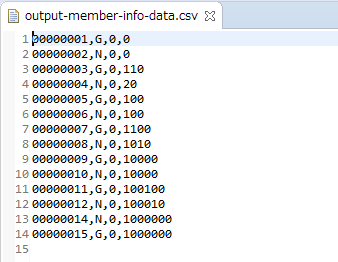 output-member-info-data.csv
1 00000001,G,0,0
2 00000002,N,0,0
3 00000003,G,0,110
4 00000004,N,0,20
5 00000005,G,0,100
6 00000006,N,0,100
7 00000007,G,0,1100
8 00000008,N,0,1010
9 00000009,G,0,10000
10 00000010,N,0,10000
11 00000011,G,0,100100
12 00000012,N,0,100010
13 00000014,N,0,1000000
14 00000015,G,0,1000000
15